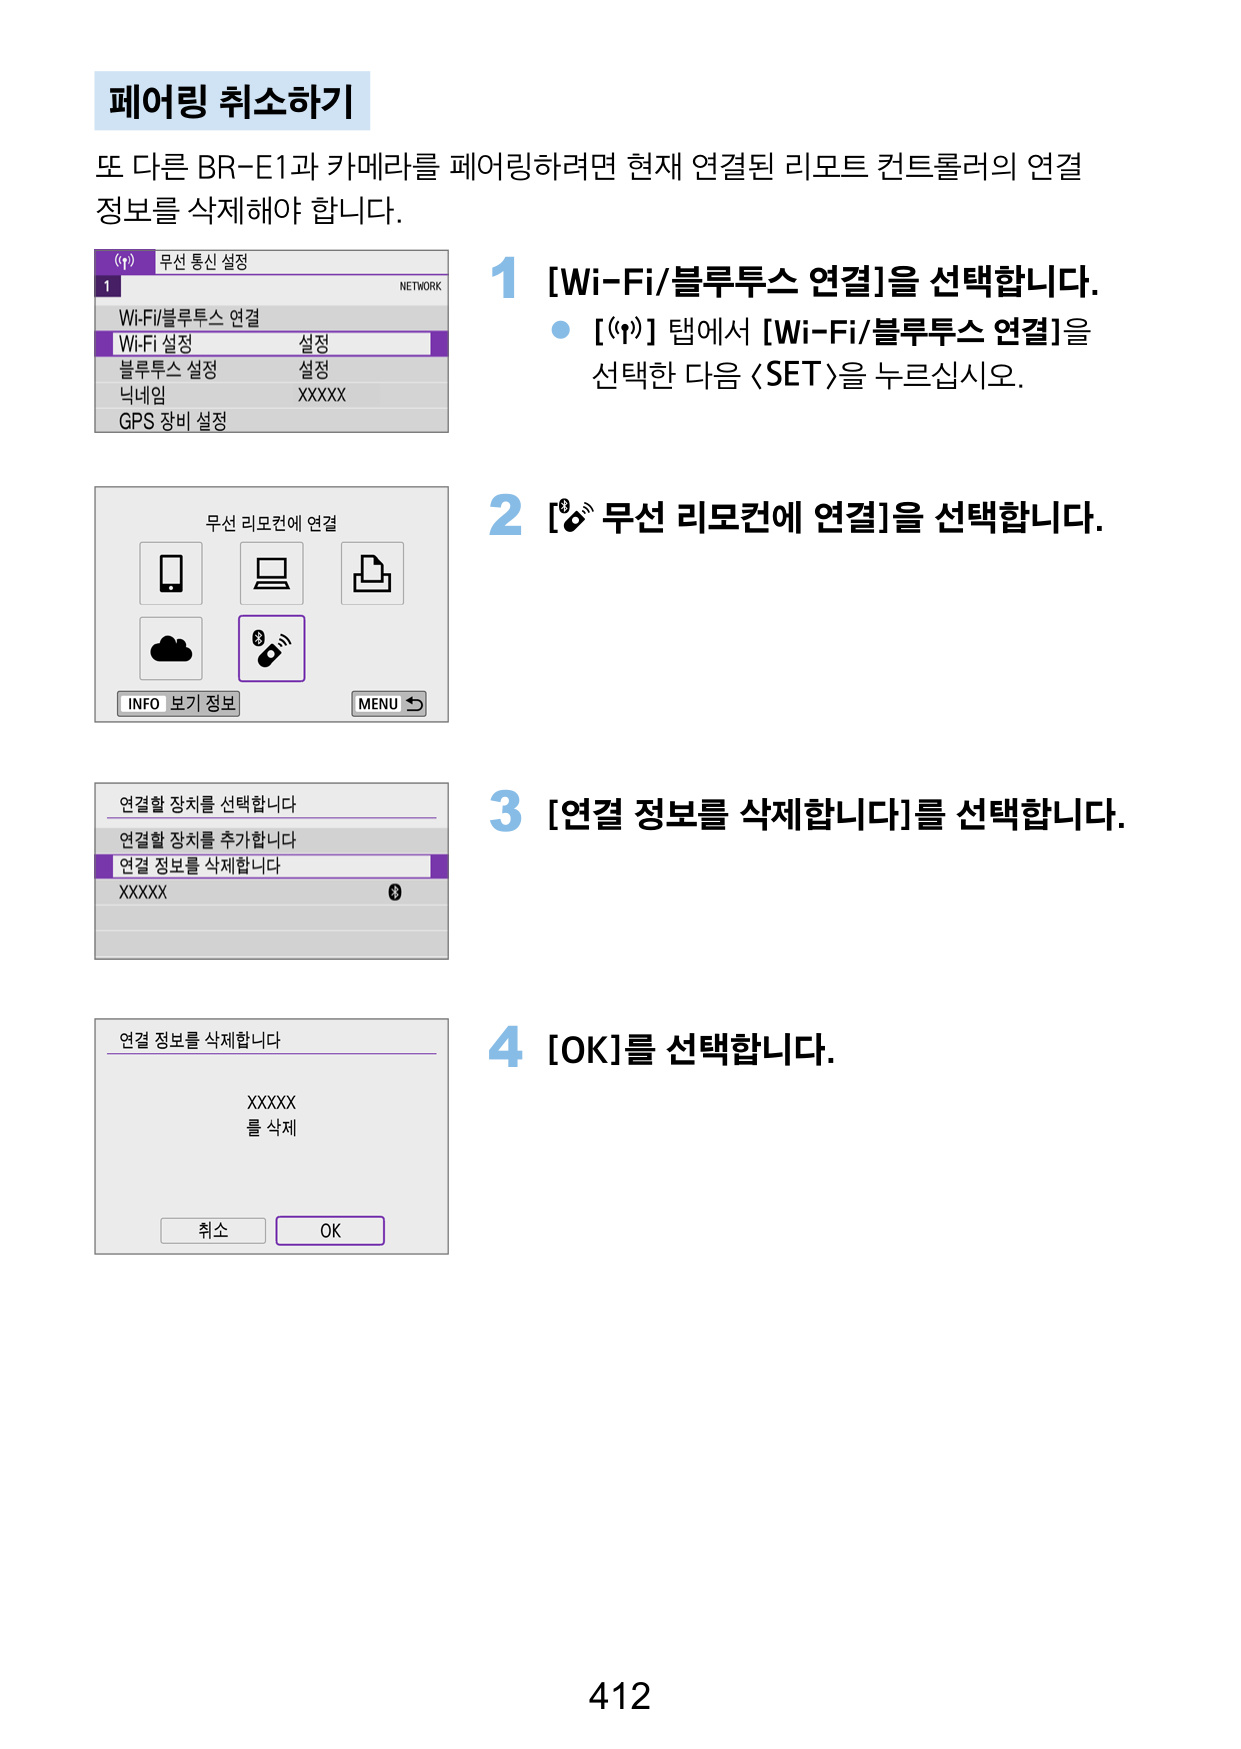 페어링 취소하기
또 다른 BR-E1과 카메라를 페어링하려면 현재 연결된 리모트 컨트롤러의 연결
정보를 삭제해야 합니다.
무선 통신 설정
1 NETWORK
Wi-Fi/블루투스 연결
Wi-Fi 설정 설정
블루투스 설정 설정
닉네임 XXXXX
GPS 장비 설정
1 [Wi-Fi/블루투스 연결]을 선택합니다.
● [] 탭에서 [Wi-Fi/블루투스 연결]을
선택한 다음 <SET>을 누르십시오.
무선 리모컨에 연결
INFO 보기 정보 MENU
2 [ 무선 리모컨에 연결]을 선택합니다.
연결할 장치를 선택합니다
연결할 장치를 추가합니다
연결 정보를 삭제합니다
XXXXX
3 [연결 정보를 삭제합니다]를 선택합니다.
연결 정보를 삭제합니다
XXXXX
를 삭제
취소 OK
4 [OK]를 선택합니다.
412